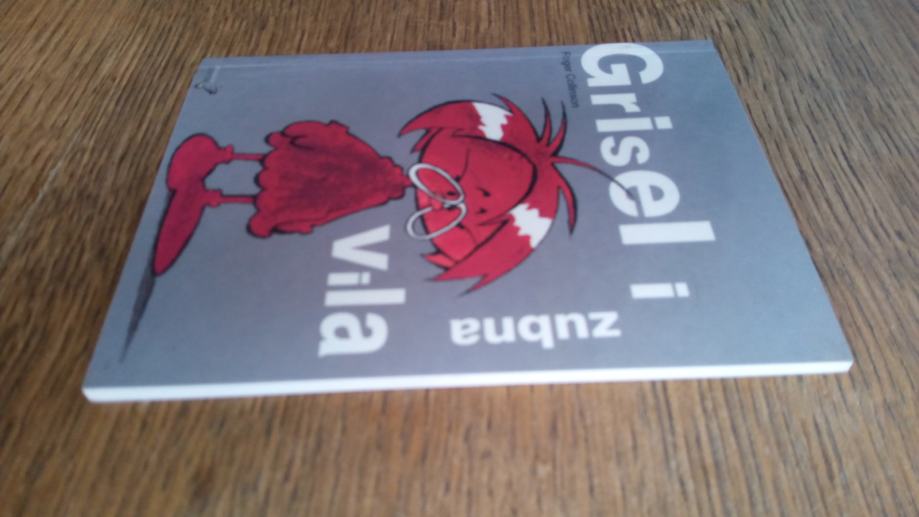 Roger Collinson
Grisel i
zubna
Vila